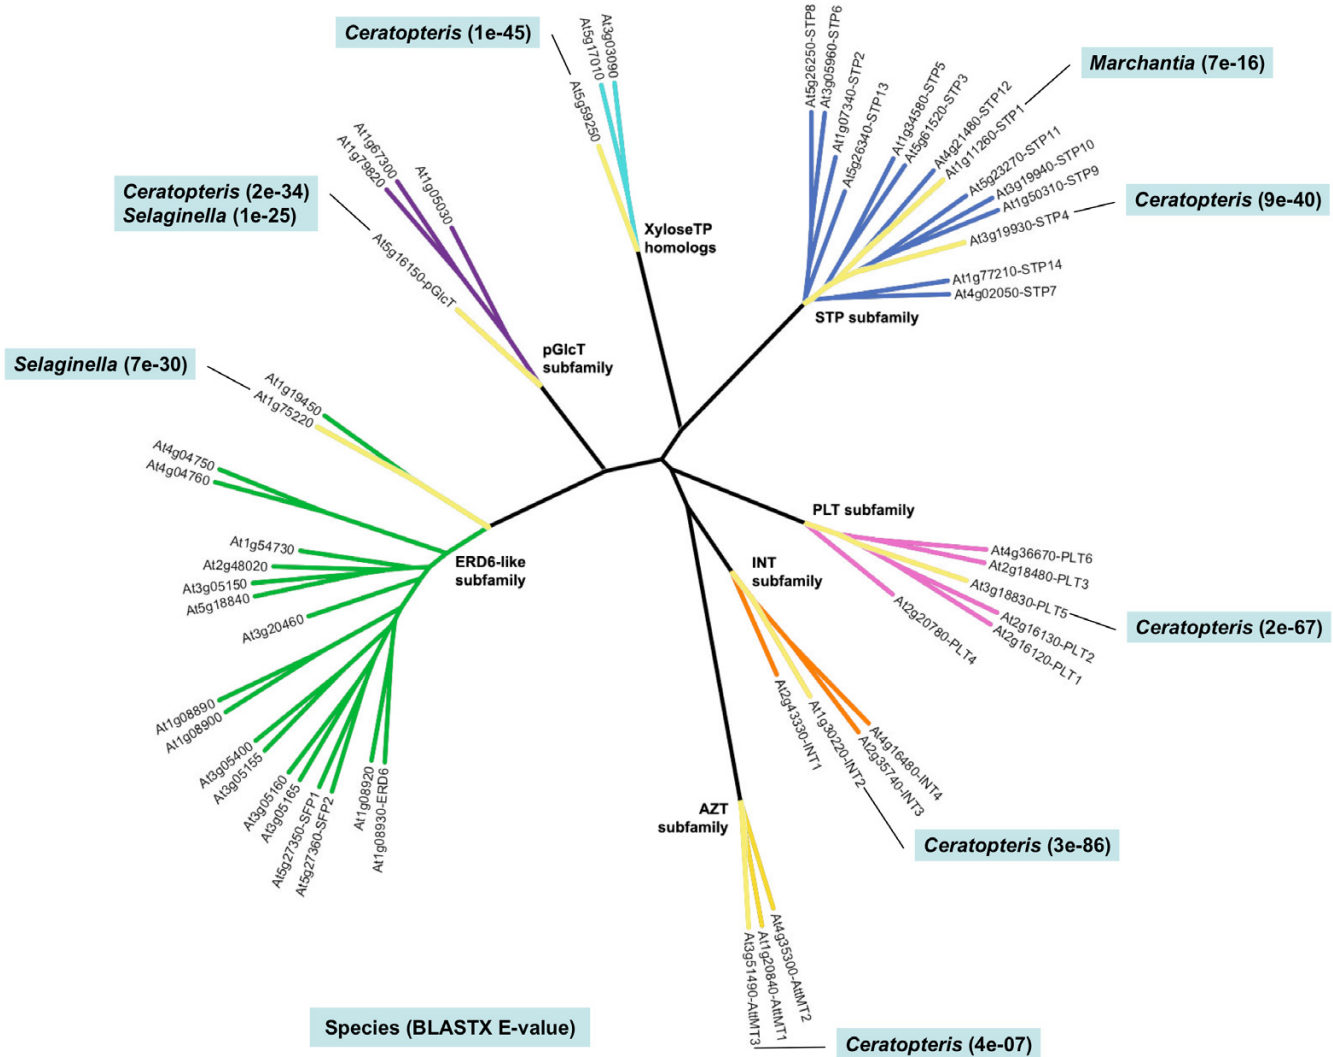 Ceratopteris (1e-45)
At5g17010
At3g03090
At5g59250
XyloseTP
homologs
At5g26250-STP8
At3g05960-STP6
At1g07340-STP2
At5g26340-STP13
At1g34580-STP5
At5g61520-STP3
At4g21480-STP12
At1g11260-STP1
At5g23270-STP11
At3g19940-STP10
At1g50310-STP9
At3g19930-STP4
At1g77210-STP14
At4g02050-STP7
STP subfamily
Marchantia (7e-16)
Ceratopteris (9e-40)
Ceratopteris (2e-34)
Selaginella (1e-25)
At1g67300
At1g79820
At1g05030
At5g16150-pGlcT
pGlcT
subfamily
Selaginella (7e-30)
At1g19450
At1g75220
At4g04750
At4g04760
At1g54730
At2g48020
At3g05150
At5g18840
At3g20460
At1g08890
At1g08900
At3g05400
At3g05155
At3g05160
At3g05165
At5g27350-SFP1
At5g27360-SFP2
At1g08920
At1g08930-ERD6
ERD6-like
subfamily
PLT subfamily
At4g36670-PLT6
At2g18480-PLT3
At3g18830-PLT5
At2g16130-PLT2
At2g16120-PLT1
At2g20780-PLT4
Ceratopteris (2e-67)
INT
subfamily
At2g43330-INT1
At1g30220-INT2
At4g16480-INT4
At2g35740-INT3
Ceratopteris (3e-86)
AZT
subfamily
At3g51490-AttMT3
At1g20840-AttMT1
At4g35300-AttMT2
Ceratopteris (4e-07)
Species (BLASTX E-value)